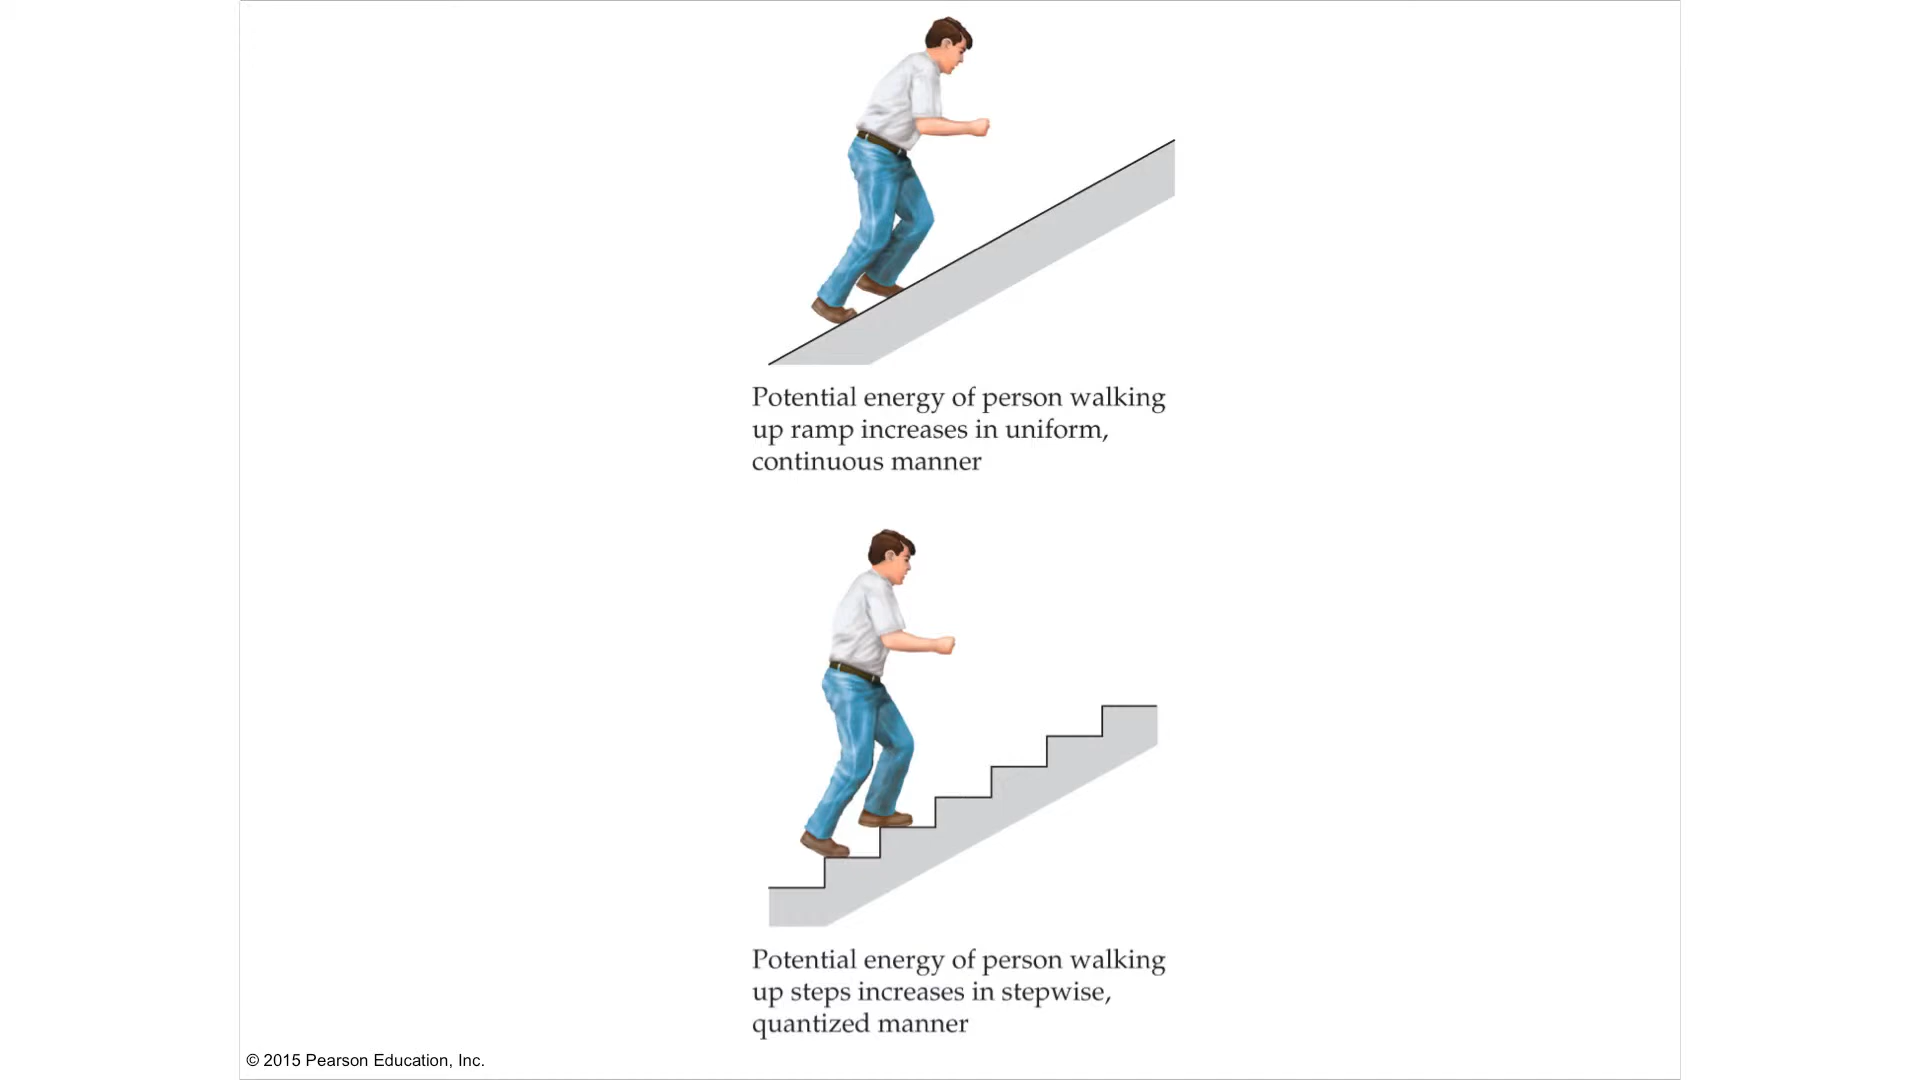 Potential energy of person walking
up ramp increases in uniform,
continuous manner
Potential energy of person walking
up steps increases in stepwise,
quantized manner
© 2015 Pearson Education, Inc.